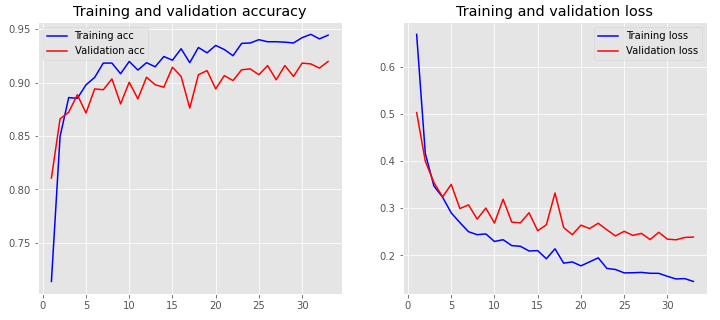 Training and validation accuracy
Training acc
Validation acc
0.95
0.90
0.85
0.80
0.75
0 5 10 15 20 25 30
Training and validation loss
Training loss
Validation loss
0.6
0.5
0.4
0.3
0.2
0 5 10 15 20 25 30